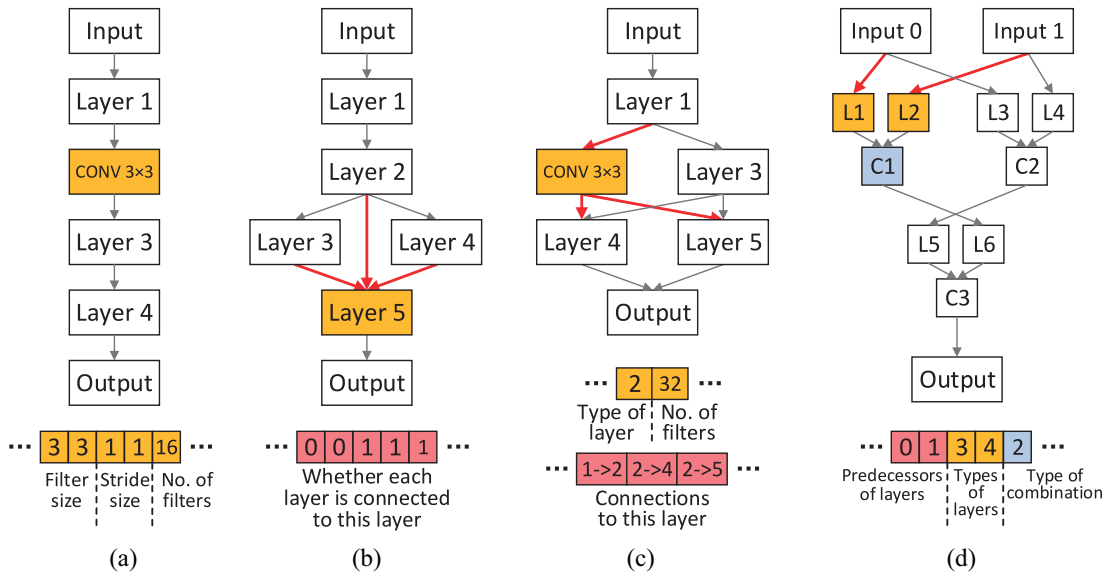 Input
Layer 1
CONV 3×3
Layer 3
Layer 4
Output
··· 3 3 1 1 16 ···
Filter size
Stride size
No. of filters
(a)
Input
Layer 1
Layer 2
Layer 3 Layer 4
Layer 5
Output
··· 0 0 1 1 1 ···
Whether each
layer is connected
to this layer
(b)
Input
Layer 1
CONV 3×3 Layer 3
Layer 4 Layer 5
Output
··· 2 32 ···
Type of layer
No. of filters
··· 1->2 2->4 2->5 ···
Connections
to this layer
(c)
Input 0 Input 1
L1 L2 L3 L4
C1 C2
L5 L6
C3
Output
··· 0 1 3 4 2 ···
Predecessors of layers
Types of layers
Type of combination
(d)